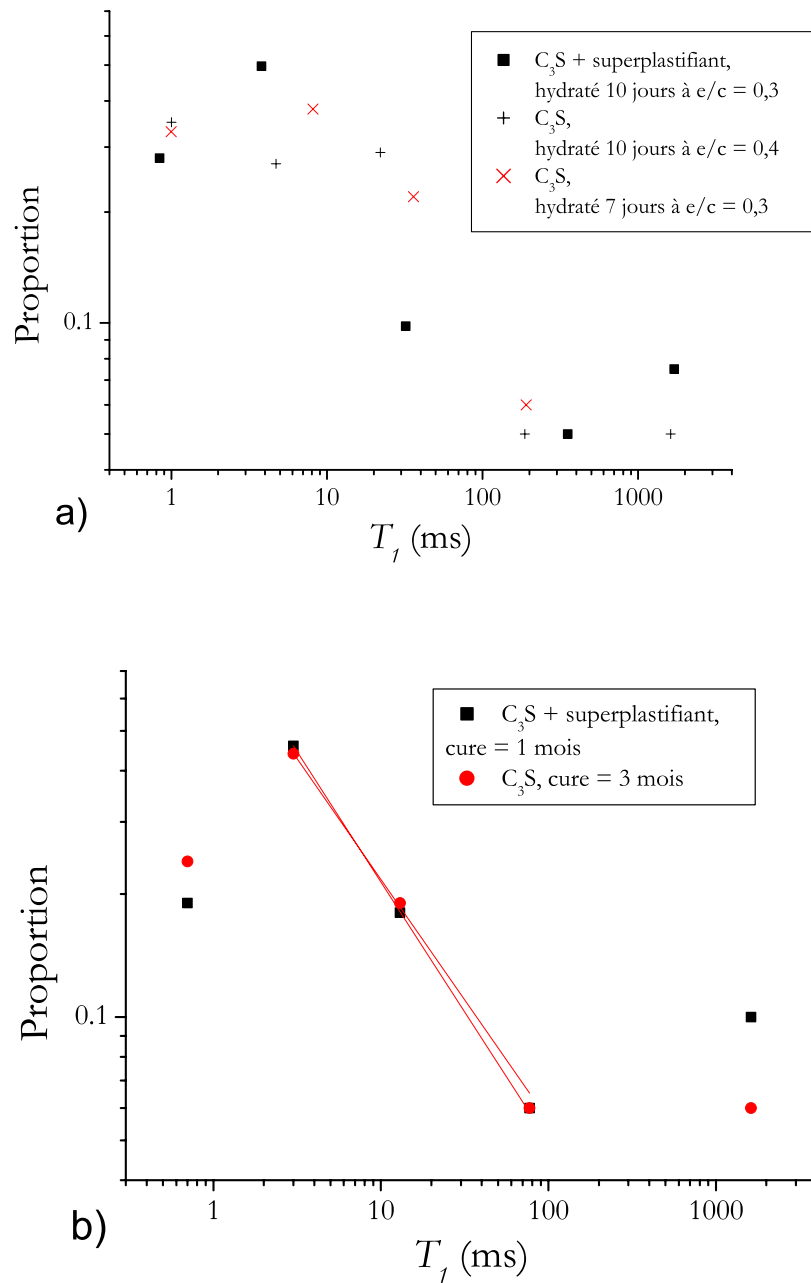 C3S + superplastifiant,
hydraté 10 jours à e/c = 0,3
C3S,
hydraté 10 jours à e/c = 0,4
C3S,
hydraté 7 jours à e/c = 0,3
Proportion
0.1
1 10 100 1000
a)
T1 (ms)
C3S + superplastifiant,
cure = 1 mois
C3S, cure = 3 mois
Proportion
0.1
1 10 100 1000
b)
T1 (ms)